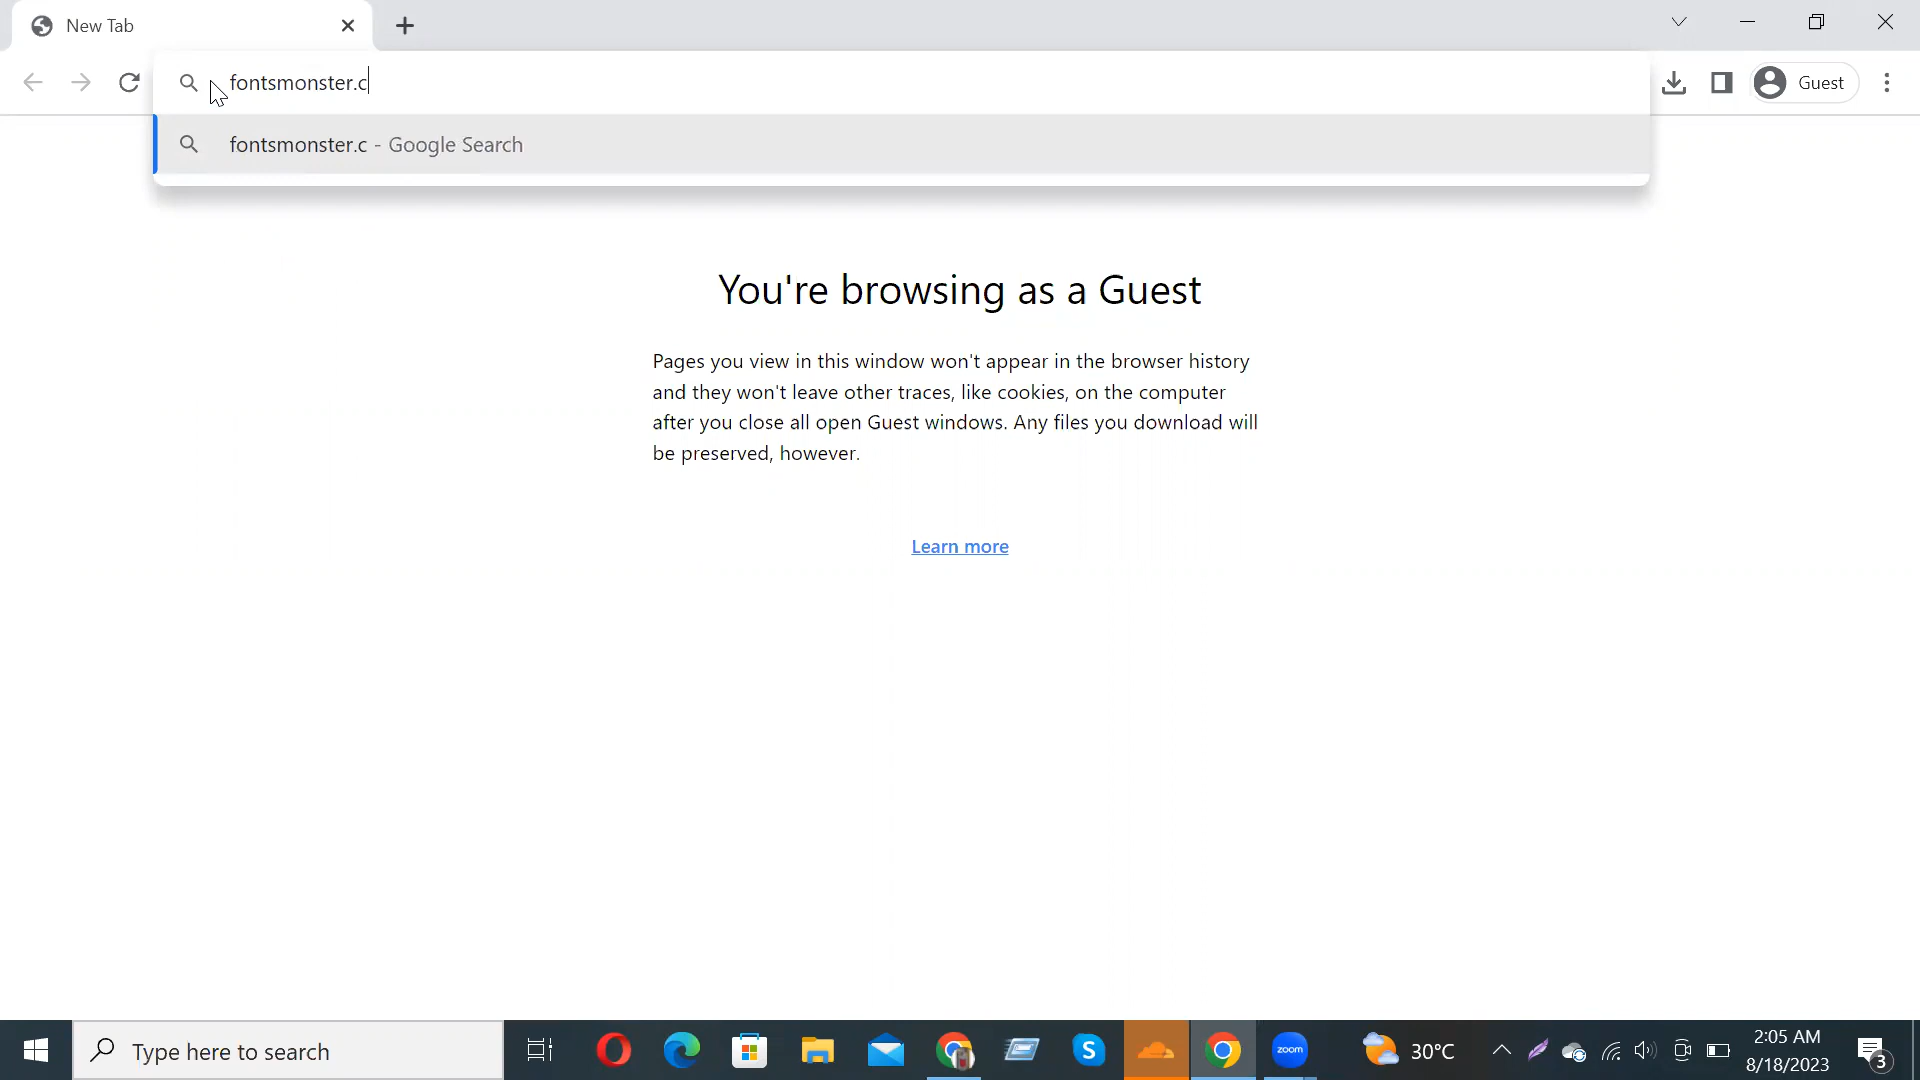 New Tab
fontsmonster.c
Guest
fontsmonster.c - Google Search
You're browsing as a Guest
Pages you view in this window won't appear in the browser history
and they won't leave other traces, like cookies, on the computer
after you close all open Guest windows. Any files you download will
be preserved, however.
Learn more
Type here to search
S
zoom
30°C
2:05 AM
8/18/2023
3